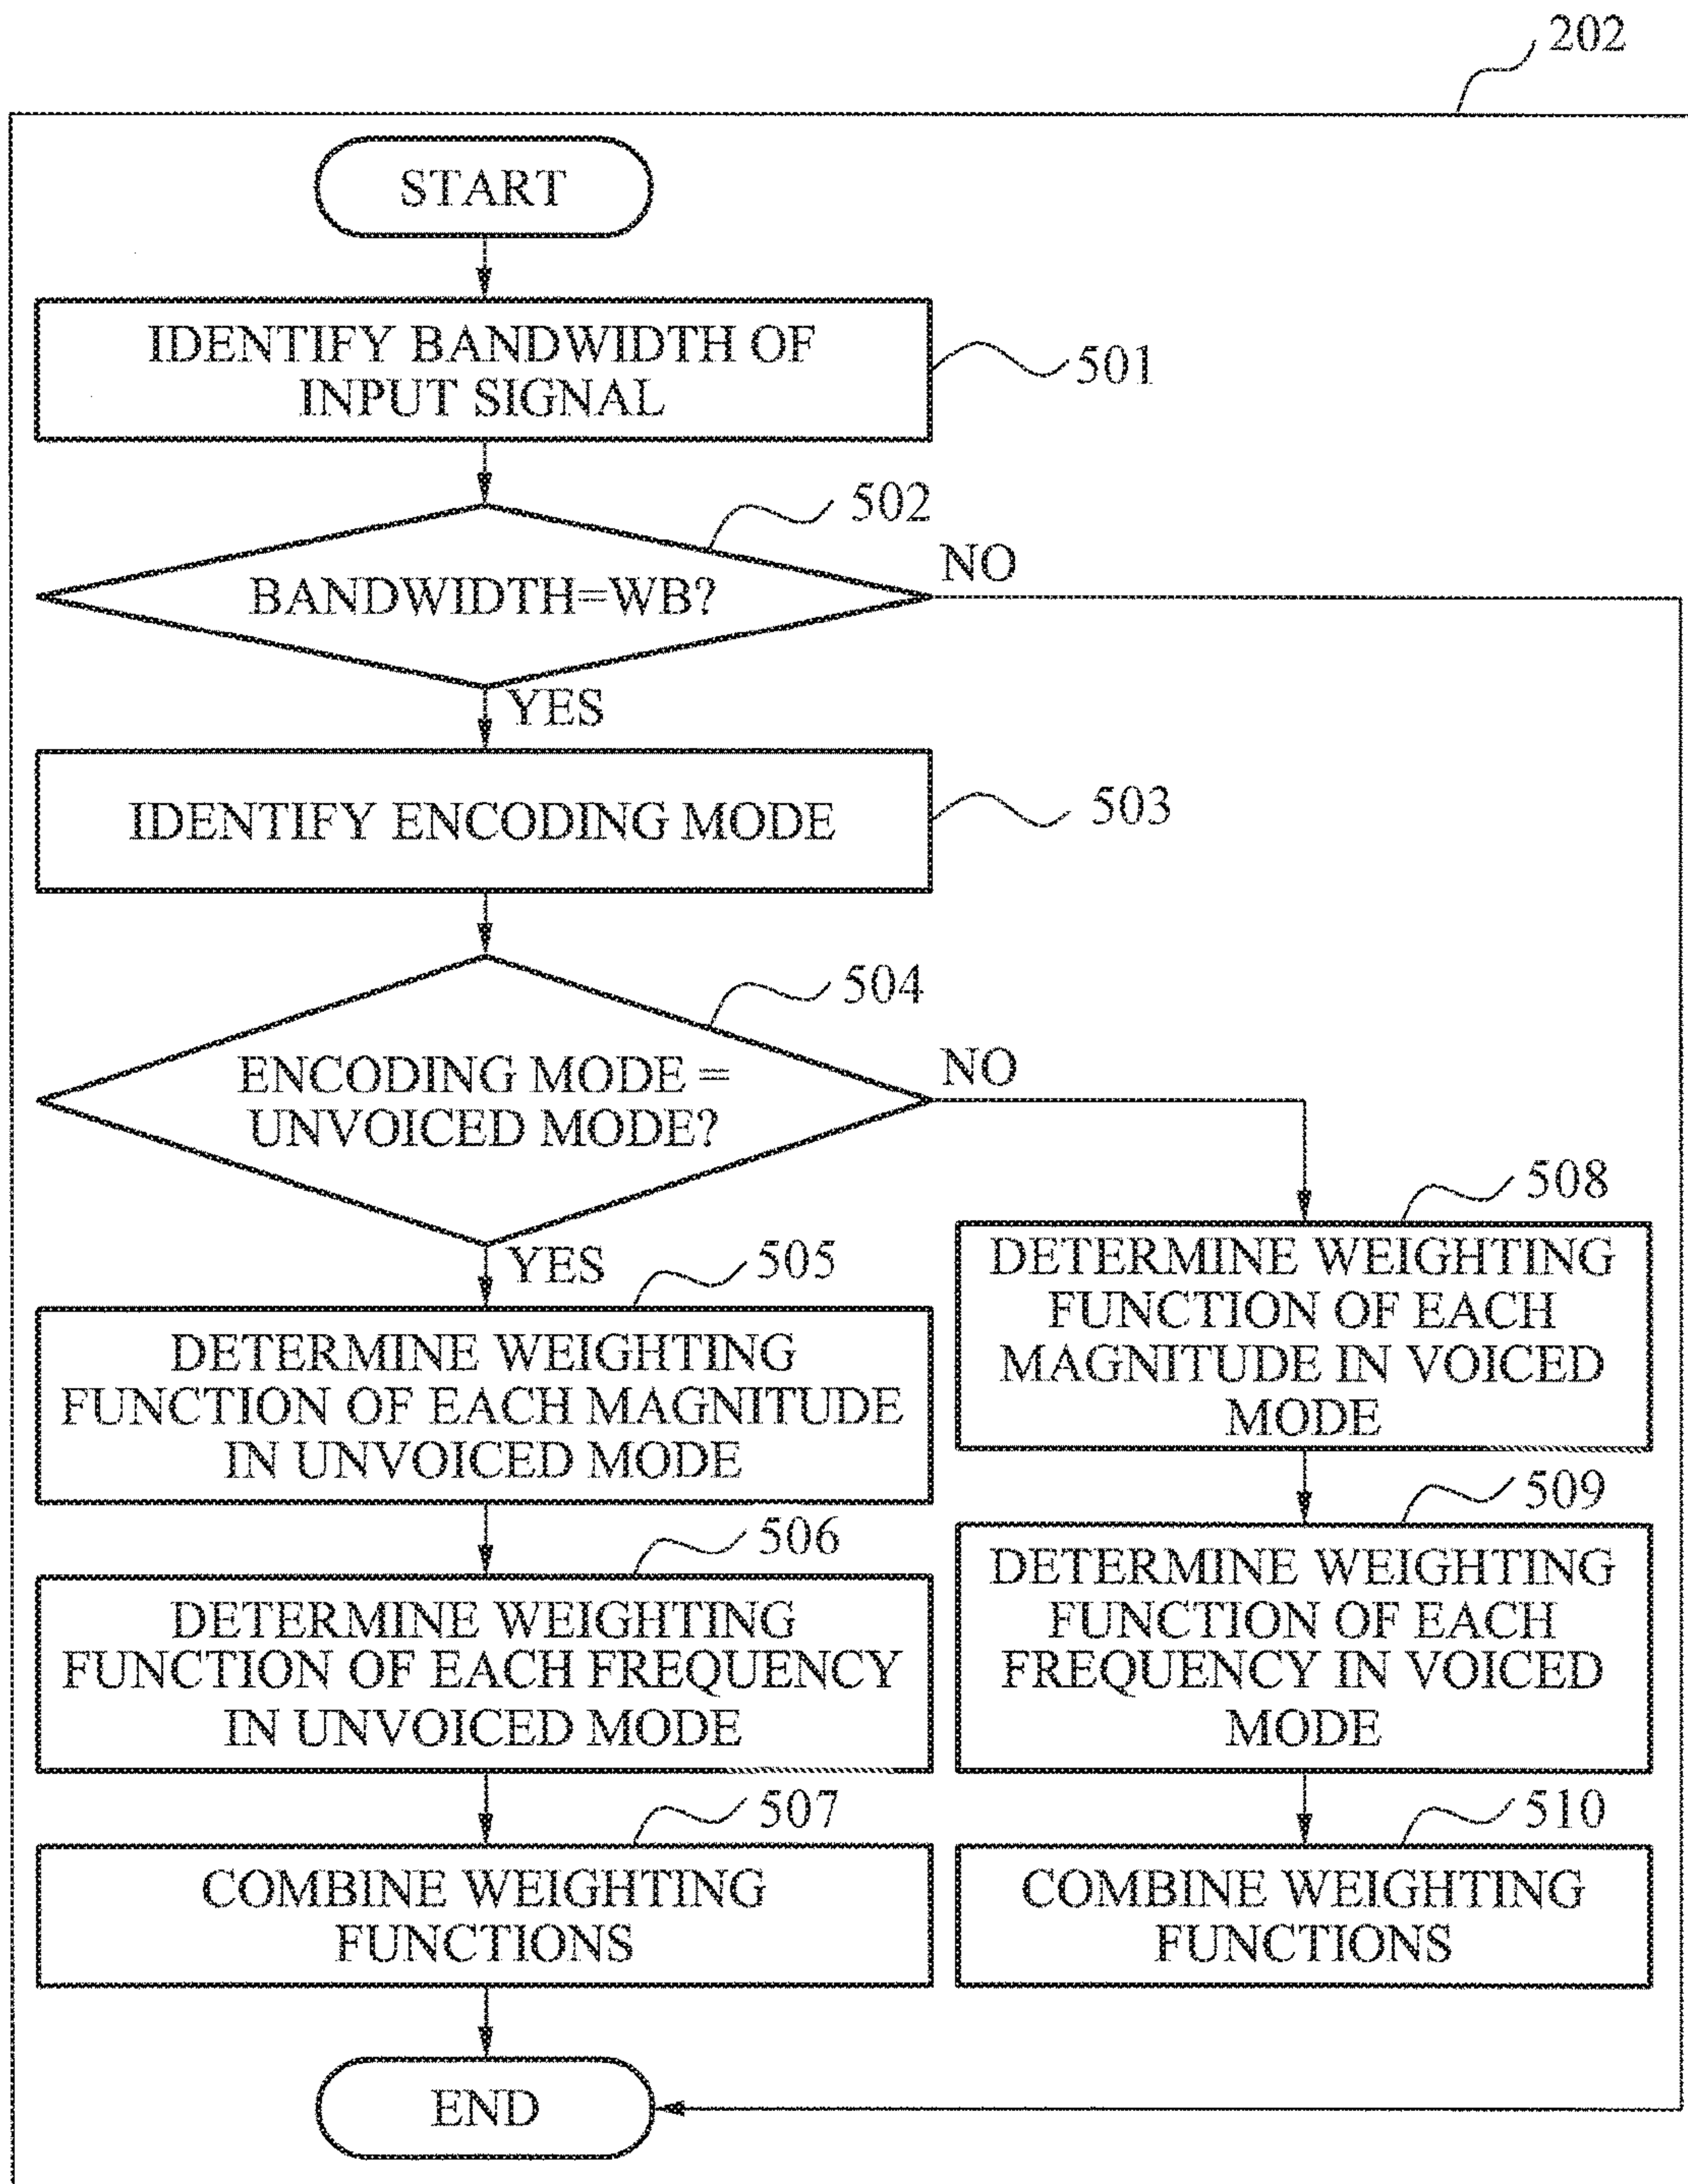 202
START
IDENTIFY BANDWIDTH OF
INPUT SIGNAL
501
502
BANDWIDTH=WB?
NO
YES
IDENTIFY ENCODING MODE
503
504
ENCODING MODE =
UNVOICED MODE?
NO
YES
505
DETERMINE WEIGHTING
FUNCTION OF EACH MAGNITUDE
IN UNVOICED MODE
506
DETERMINE WEIGHTING
FUNCTION OF EACH FREQUENCY
IN UNVOICED MODE
507
COMBINE WEIGHTING
FUNCTIONS
508
DETERMINE WEIGHTING
FUNCTION OF EACH
MAGNITUDE IN VOICED
MODE
509
DETERMINE WEIGHTING
FUNCTION OF EACH
FREQUENCY IN VOICED
MODE
510
COMBINE WEIGHTING
FUNCTIONS
END